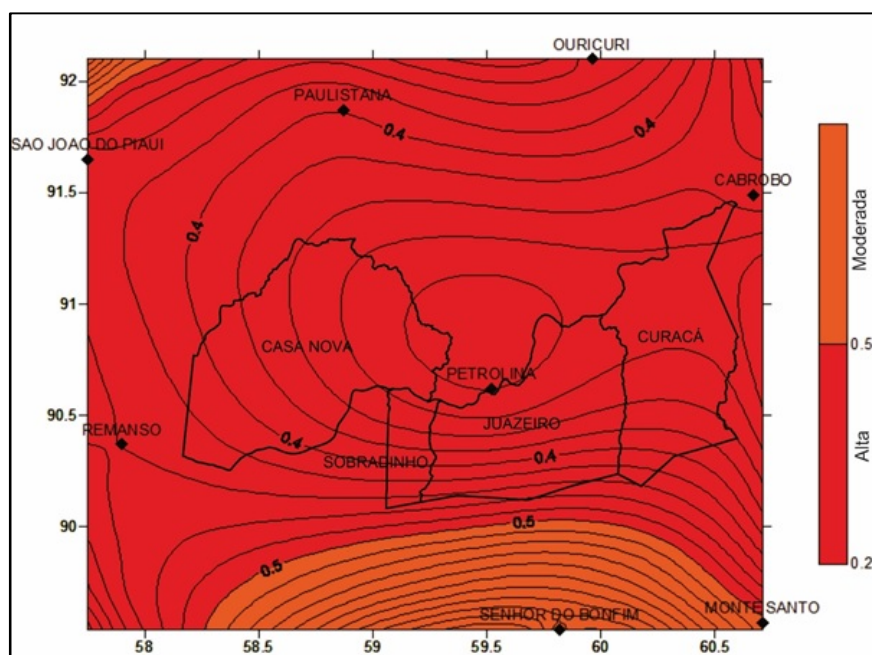 OURICURI
92
PAULISTANA
0.4
0.4
SAO JOAO DO PIAUI
91.5
CABROBO
0.4
Moderada
91
CASA NOVA
CURACÁ
0.5
PETROLINA
90.5
JUAZEIRO
REMANSO
0.4
0.4
SOBRADINHO
Alta
90
0.5
0.5
0.2
SENHOR DO BONFIM
MONTE SANTO
58
58.5
59
59.5
60
60.5